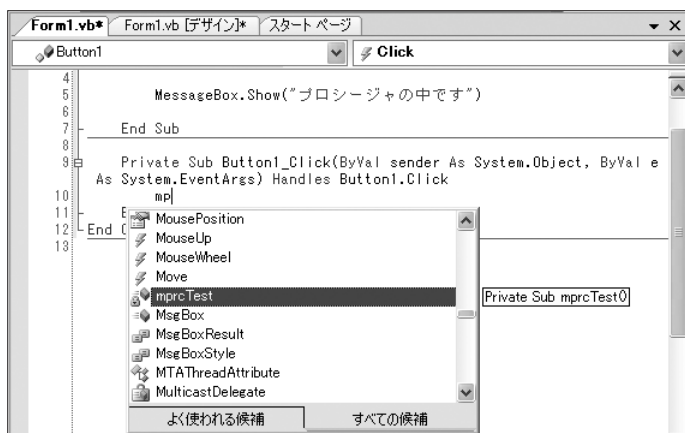 Form1.vb* Form1.vb [デザイン]* スタート ページ
Button1 Click
4
5 MessageBox.Show("プロシージャの中です")
6
7 End Sub
8
9 Private Sub Button1_Click(ByVal sender As System.Object, ByVal e
As System.EventArgs) Handles Button1.Click
10 mp
11 E
12 End C
13
MousePosition
MouseUp
MouseWheel
Move
mprcTest Private Sub mprcTest()
MsgBox
MsgBoxResult
MsgBoxStyle
MTAThreadAttribute
MulticastDelegate
よく使われる候補 すべての候補